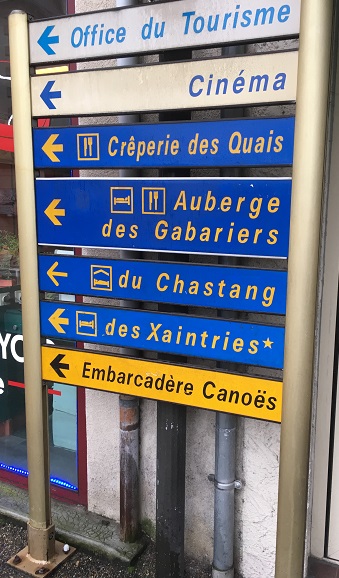 Office du Tourisme
Cinéma
Crêperie des Quais
Auberge
des Gabariers
du Chastang
des Xaintries*
Embarcadère Canoës